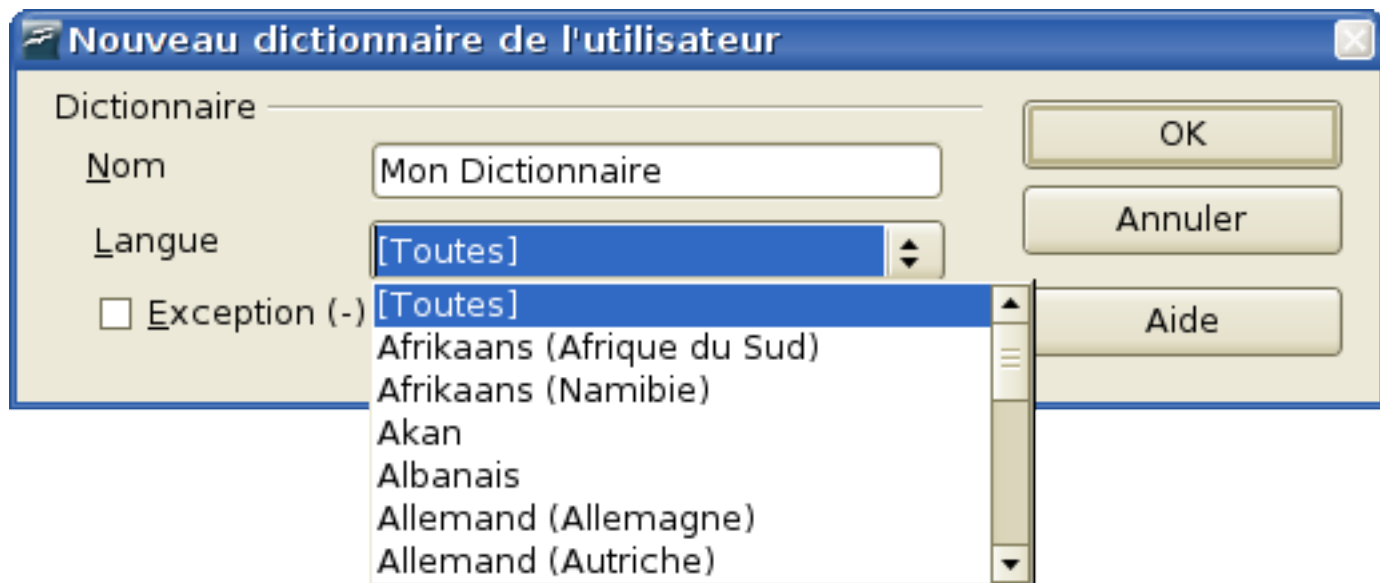 Nouveau dictionnaire de l'utilisateur
Dictionnaire
Nom
Mon Dictionnaire
Langue
[Toutes]
Exception (-)
[Toutes]
Afrikaans (Afrique du Sud)
Afrikaans (Namibie)
Akan
Albanais
Allemand (Allemagne)
Allemand (Autriche)
OK
Annuler
Aide